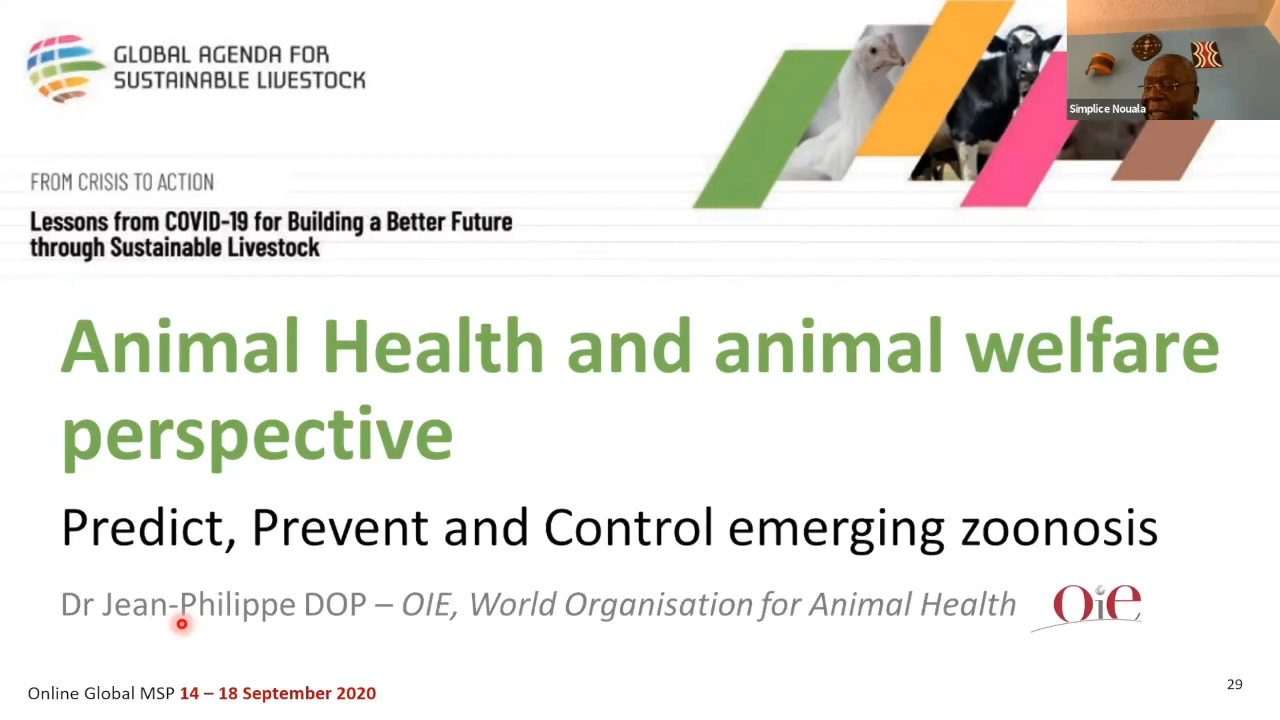 GLOBAL AGENDA FOR
SUSTAINABLE LIVESTOCK
Simplice Nouala
FROM CRISIS TO ACTION
Lessons from COVID-19 for Building a Better Future
through Sustainable Livestock
Animal Health and animal welfare
perspective
Predict, Prevent and Control emerging zoonosis
Dr Jean-Philippe DOP – OIE, World Organisation for Animal Health
Oie
Online Global MSP 14 – 18 September 2020
29